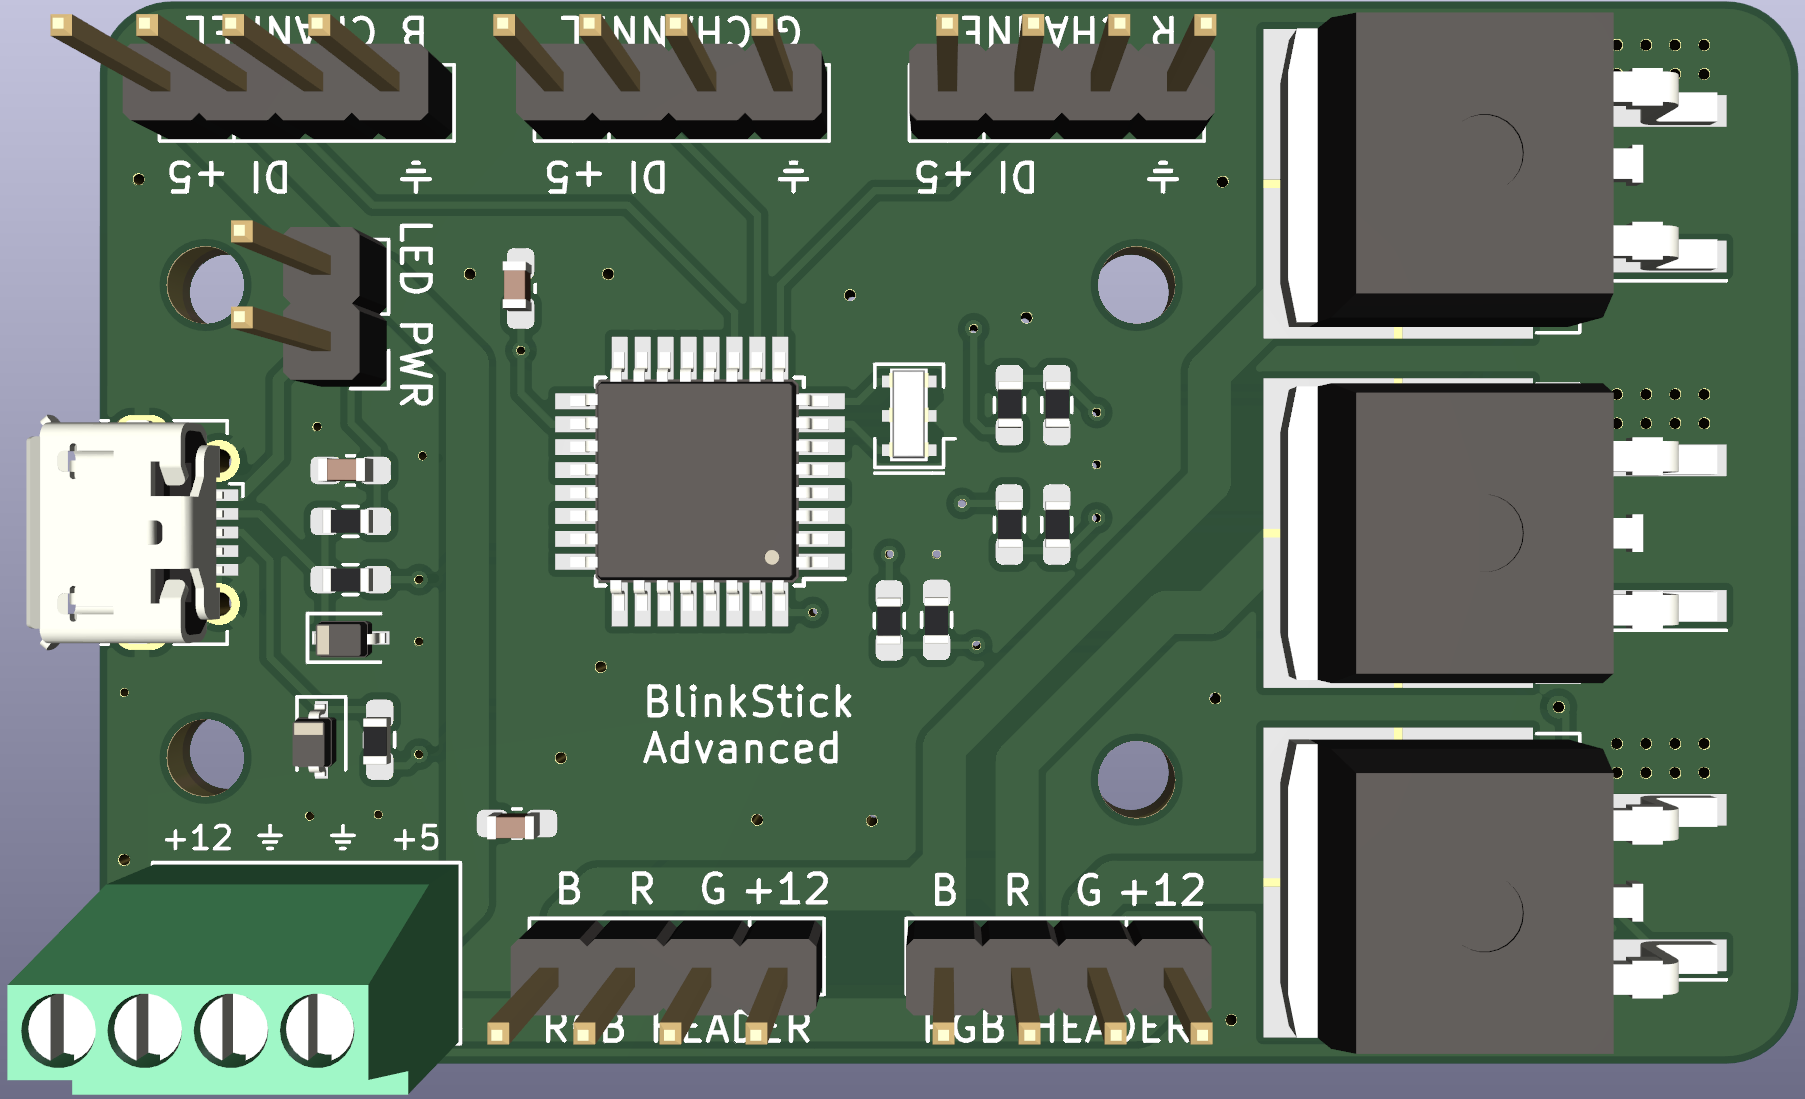 B CHANNEL
G CHANNEL
R CHANNEL
+5 DI
+5 DI
+5 DI
LED PWR
BlinkStick
Advanced
+12 +5
B R G +12
B R G +12
RGB HEADER
RGB HEADER